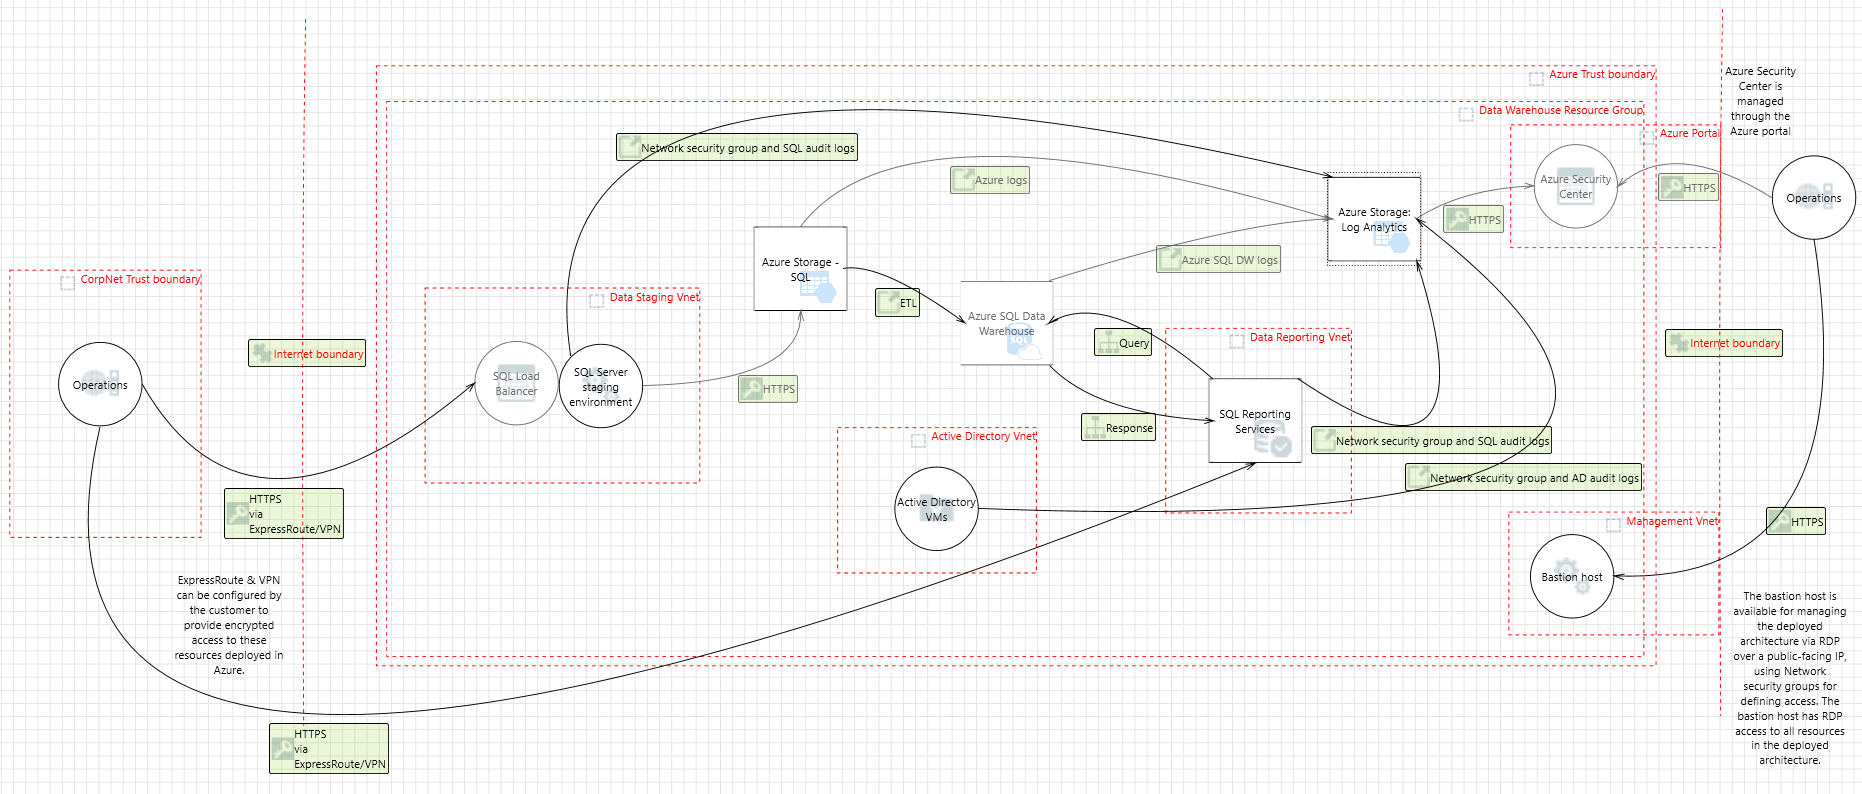 Azure Trust boundary
Azure Security
Center is
managed
through the
Azure portal
Data Warehouse Resource Group
Azure Portal
Network security group and SQL audit logs
Azure logs
Azure Security
Center
HTTPS
Operations
Azure Storage:
Log Analytics
HTTPS
Azure SQL DW logs
CorpNet Trust boundary
Azure Storage -
SQL
Data Staging Vnet
ETL
Azure SQL Data
Warehouse
Data Reporting Vnet
Query
Internet boundary
Internet boundary
Operations
SQL Load
Balancer
SQL Server
staging
environment
HTTPS
SQL Reporting
Services
Response
Active Directory Vnet
Network security group and SQL audit logs
Network security group and AD audit logs
HTTPS
via
ExpressRoute/VPN
Active Directory
VMs
Management Vnet
HTTPS
Bastion host
ExpressRoute & VPN
can be configured by
the customer to
provide encrypted
access to these
resources deployed in
Azure.
The bastion host is
available for managing
the deployed
architecture via RDP
over a public-facing IP,
using Network
security groups for
defining access. The
bastion host has RDP
access to all resources
in the deployed
architecture.
HTTPS
via
ExpressRoute/VPN